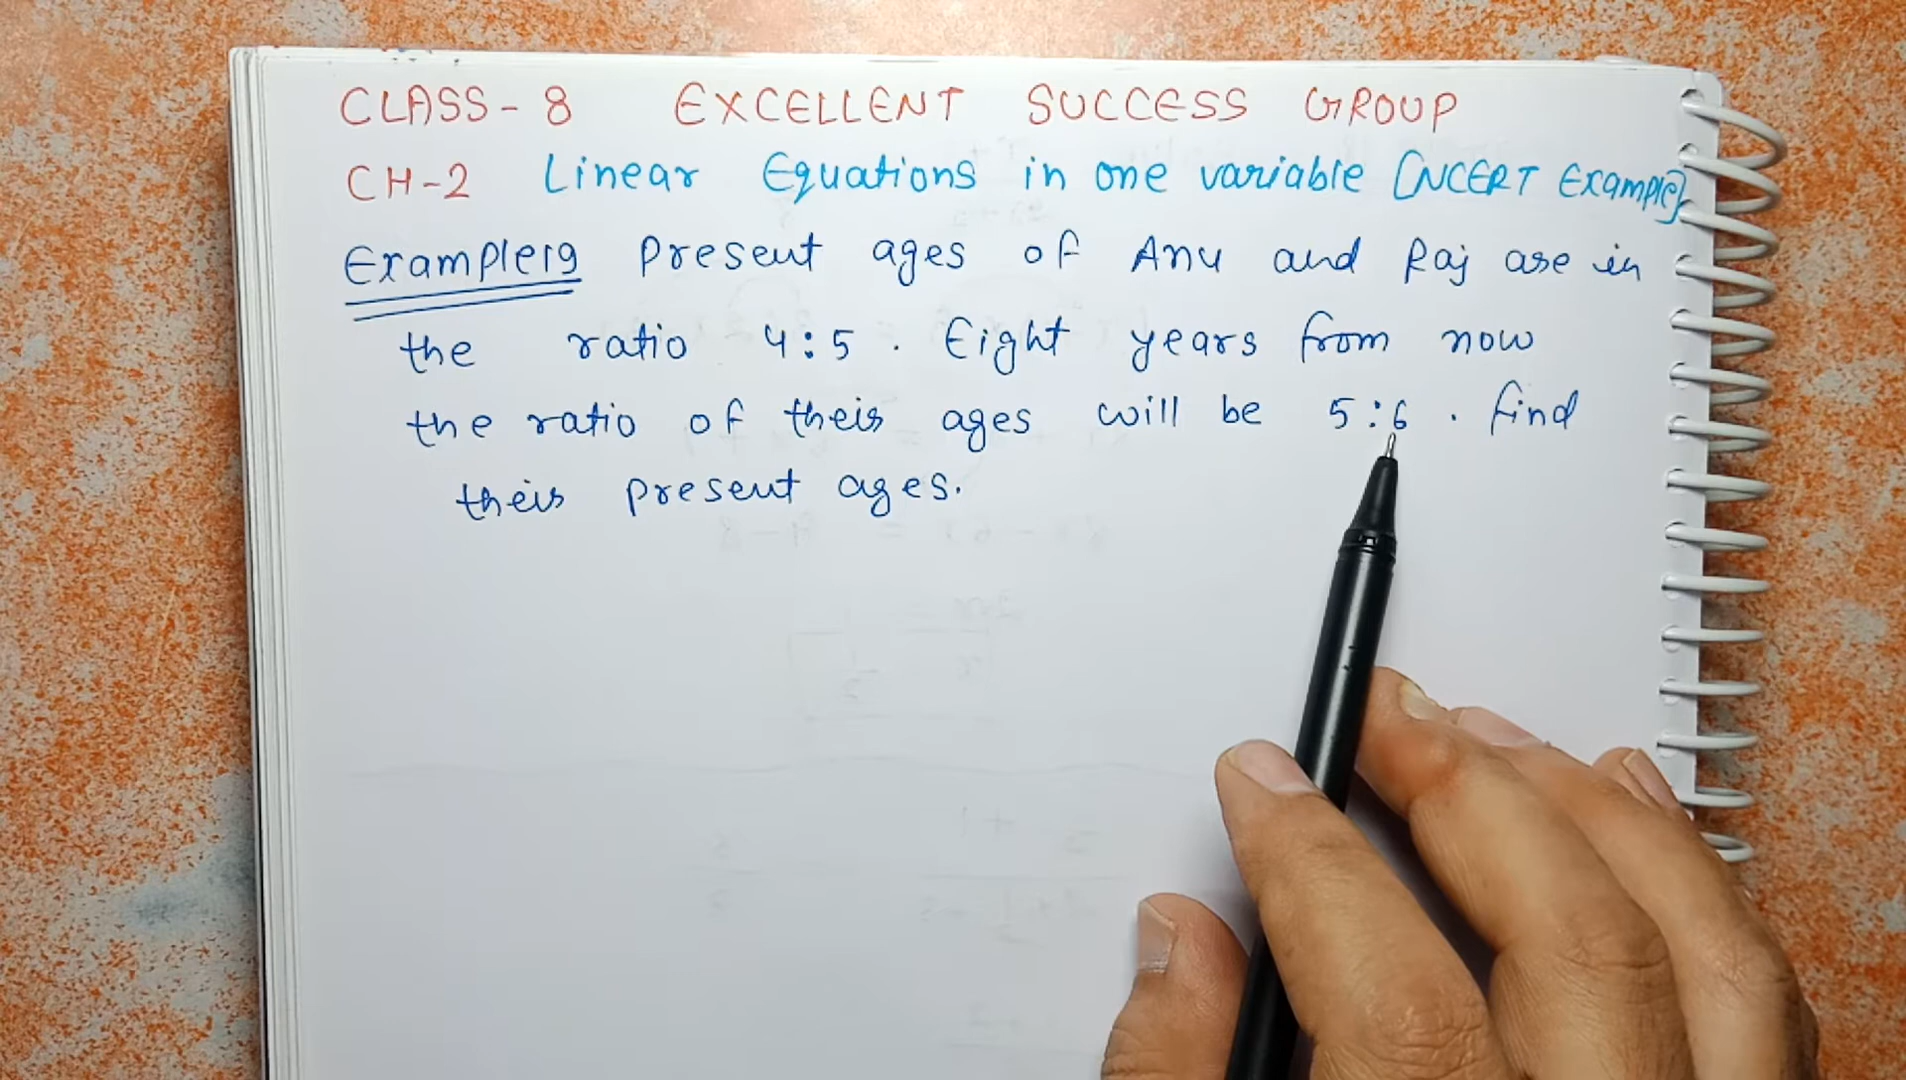 CLASS-8 EXCELLENT SUCCESS GROUP
CH-2 Linear Equations in one variable [NCERT Example]
Example19 Present ages of Anu and Raj are in
the ratio 4:5. Eight years from now
the ratio of their ages will be 5:6. find
their present ages.